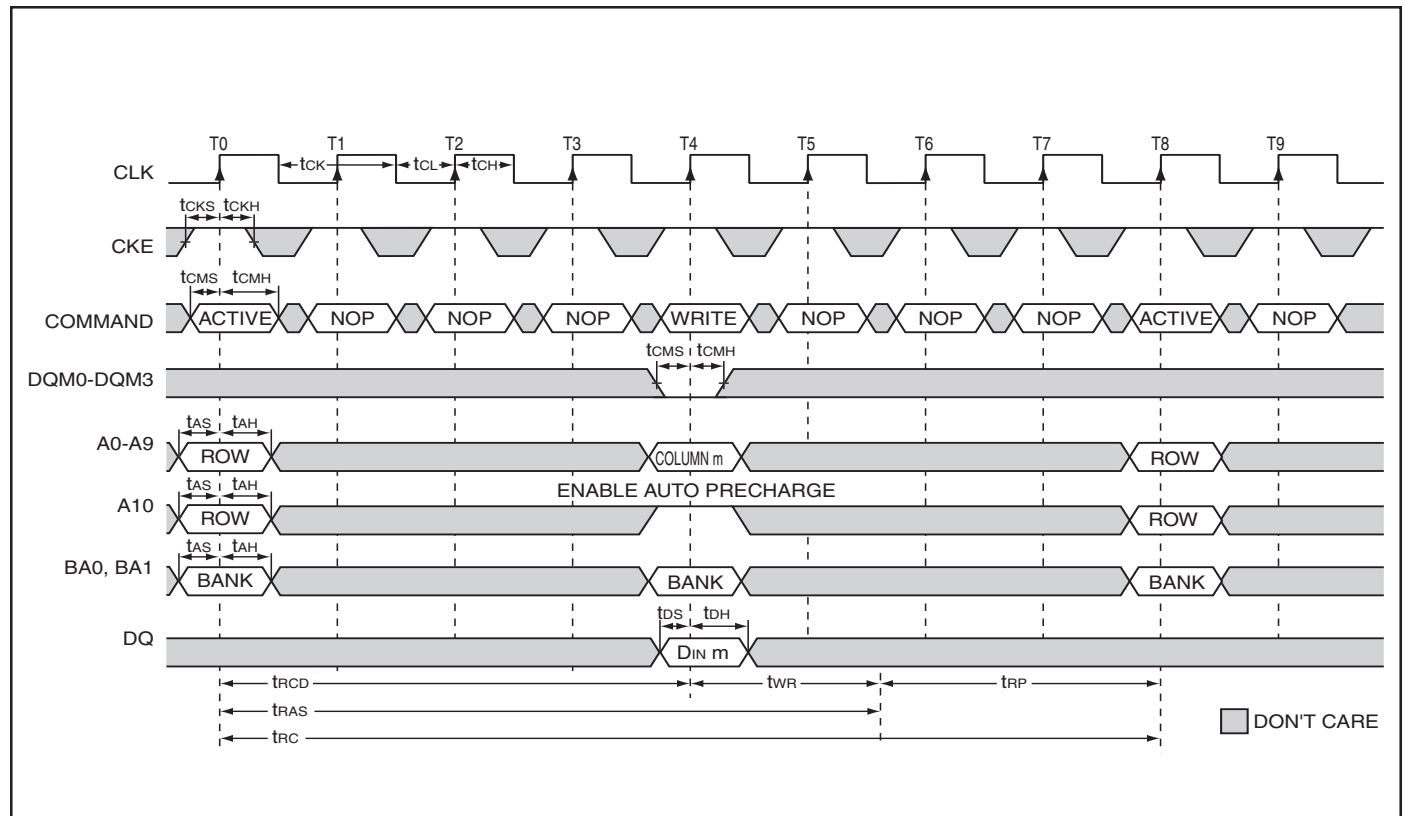 T0 T1 T2 T3 T4 T5 T6 T7 T8 T9
CLK tCK tCL tCH
tCKS tCKH
CKE
tCMS tCMH
COMMAND ACTIVE NOP NOP NOP WRITE NOP NOP NOP ACTIVE NOP
tCMS tCMH
DQM0-DQM3
tAS tAH
A0-A9 ROW COLUMN m ROW
tAS tAH ENABLE AUTO PRECHARGE
A10 ROW ROW
tAS tAH
BA0, BA1 BANK BANK BANK
tDS tDH
DQ DIN m
tRCD tWR tRP
tRAS
tRC
DON'T CARE